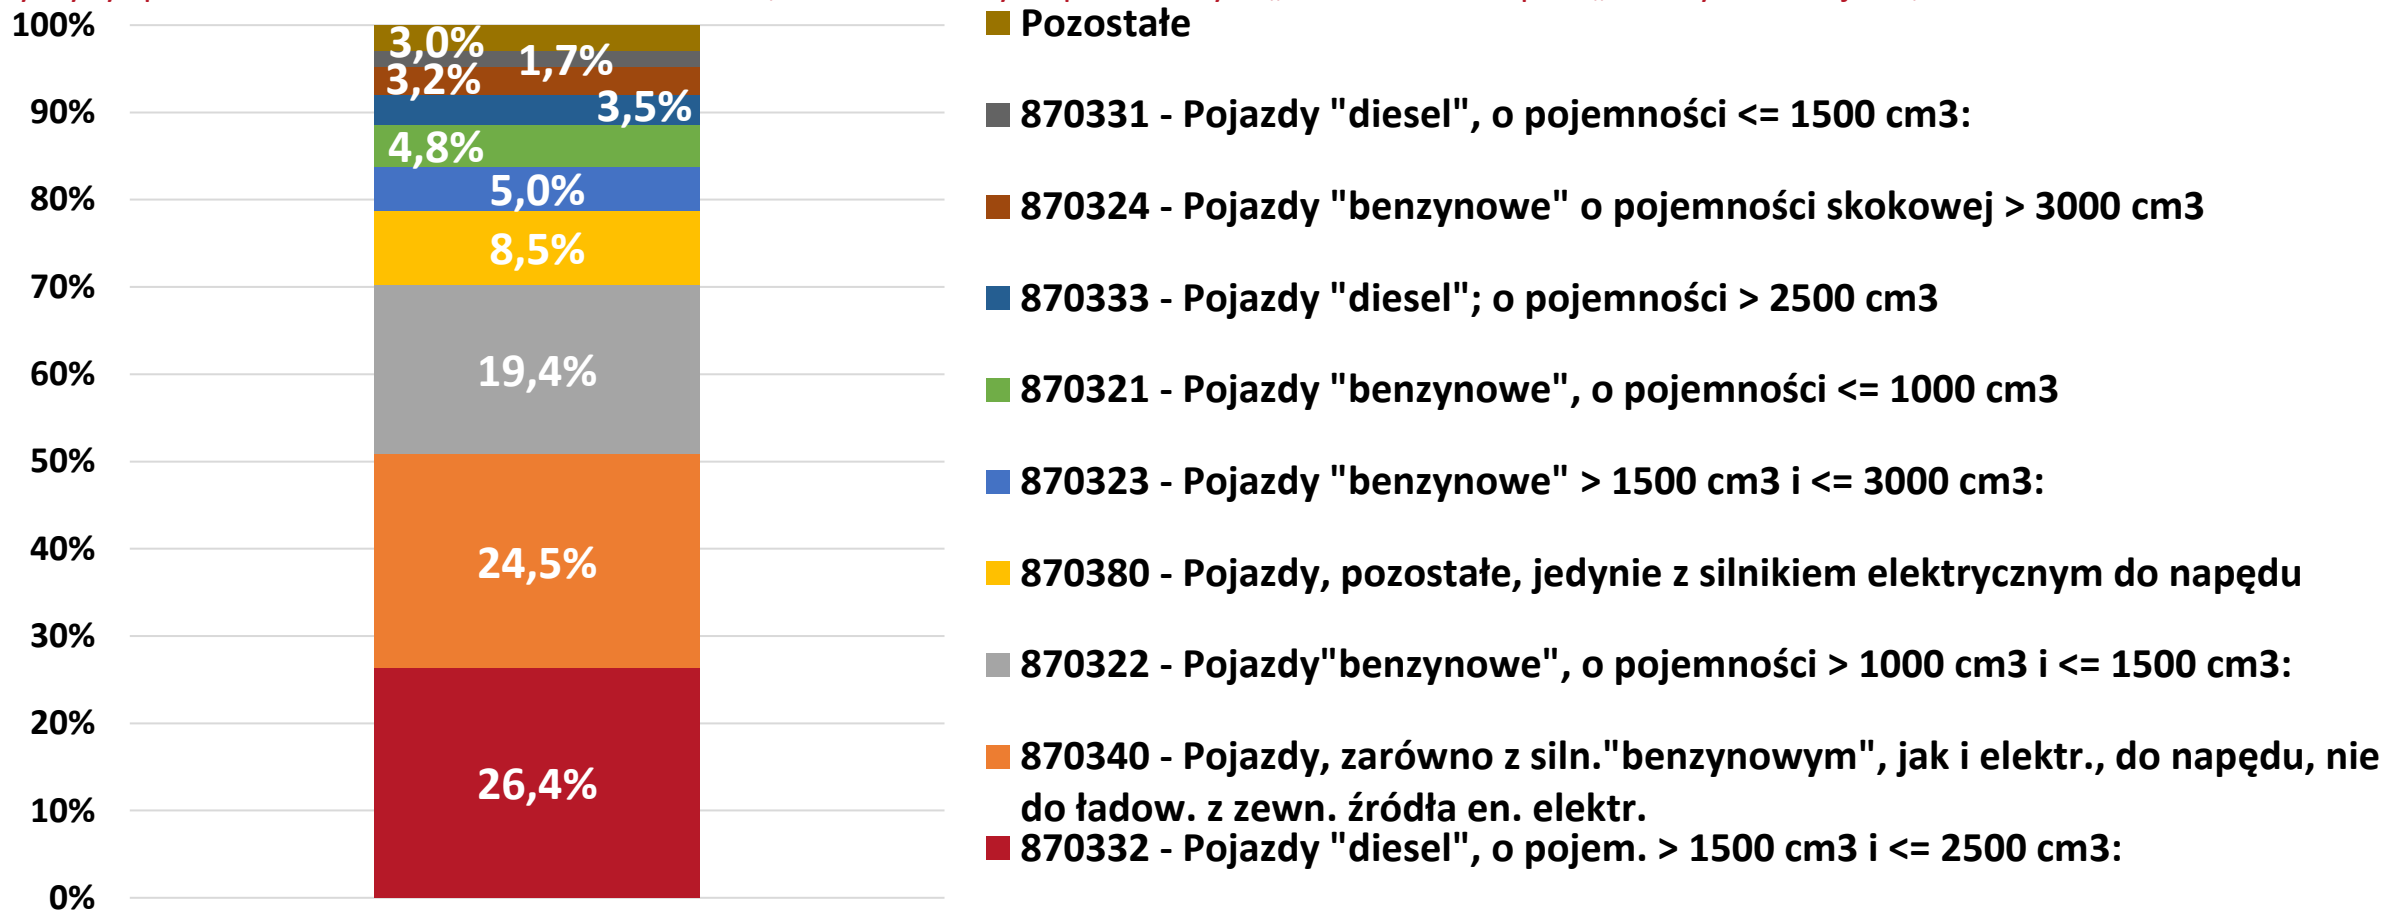 100%
90%
80%
70%
60%
50%
40%
30%
20%
10%
0%
3,0%
1,7%
3,2%
3,5%
4,8%
5,0%
8,5%
19,4%
24,5%
26,4%
Pozostałe
870331 - Pojazdy "diesel", o pojemności <= 1500 cm3:
870324 - Pojazdy "benzynowe" o pojemności skokowej > 3000 cm3
870333 - Pojazdy "diesel"; o pojemności > 2500 cm3
870321 - Pojazdy "benzynowe", o pojemności <= 1000 cm3
870323 - Pojazdy "benzynowe" > 1500 cm3 i <= 3000 cm3:
870380 - Pojazdy, pozostałe, jedynie z silnikiem elektrycznym do napędu
870322 - Pojazdy"benzynowe", o pojemności > 1000 cm3 i <= 1500 cm3:
870340 - Pojazdy, zarówno z siln."benzynowym", jak i elektr., do napędu, nie
do ładow. z zewn. źródła en. elektr.
870332 - Pojazdy "diesel", o pojem. > 1500 cm3 i <= 2500 cm3: